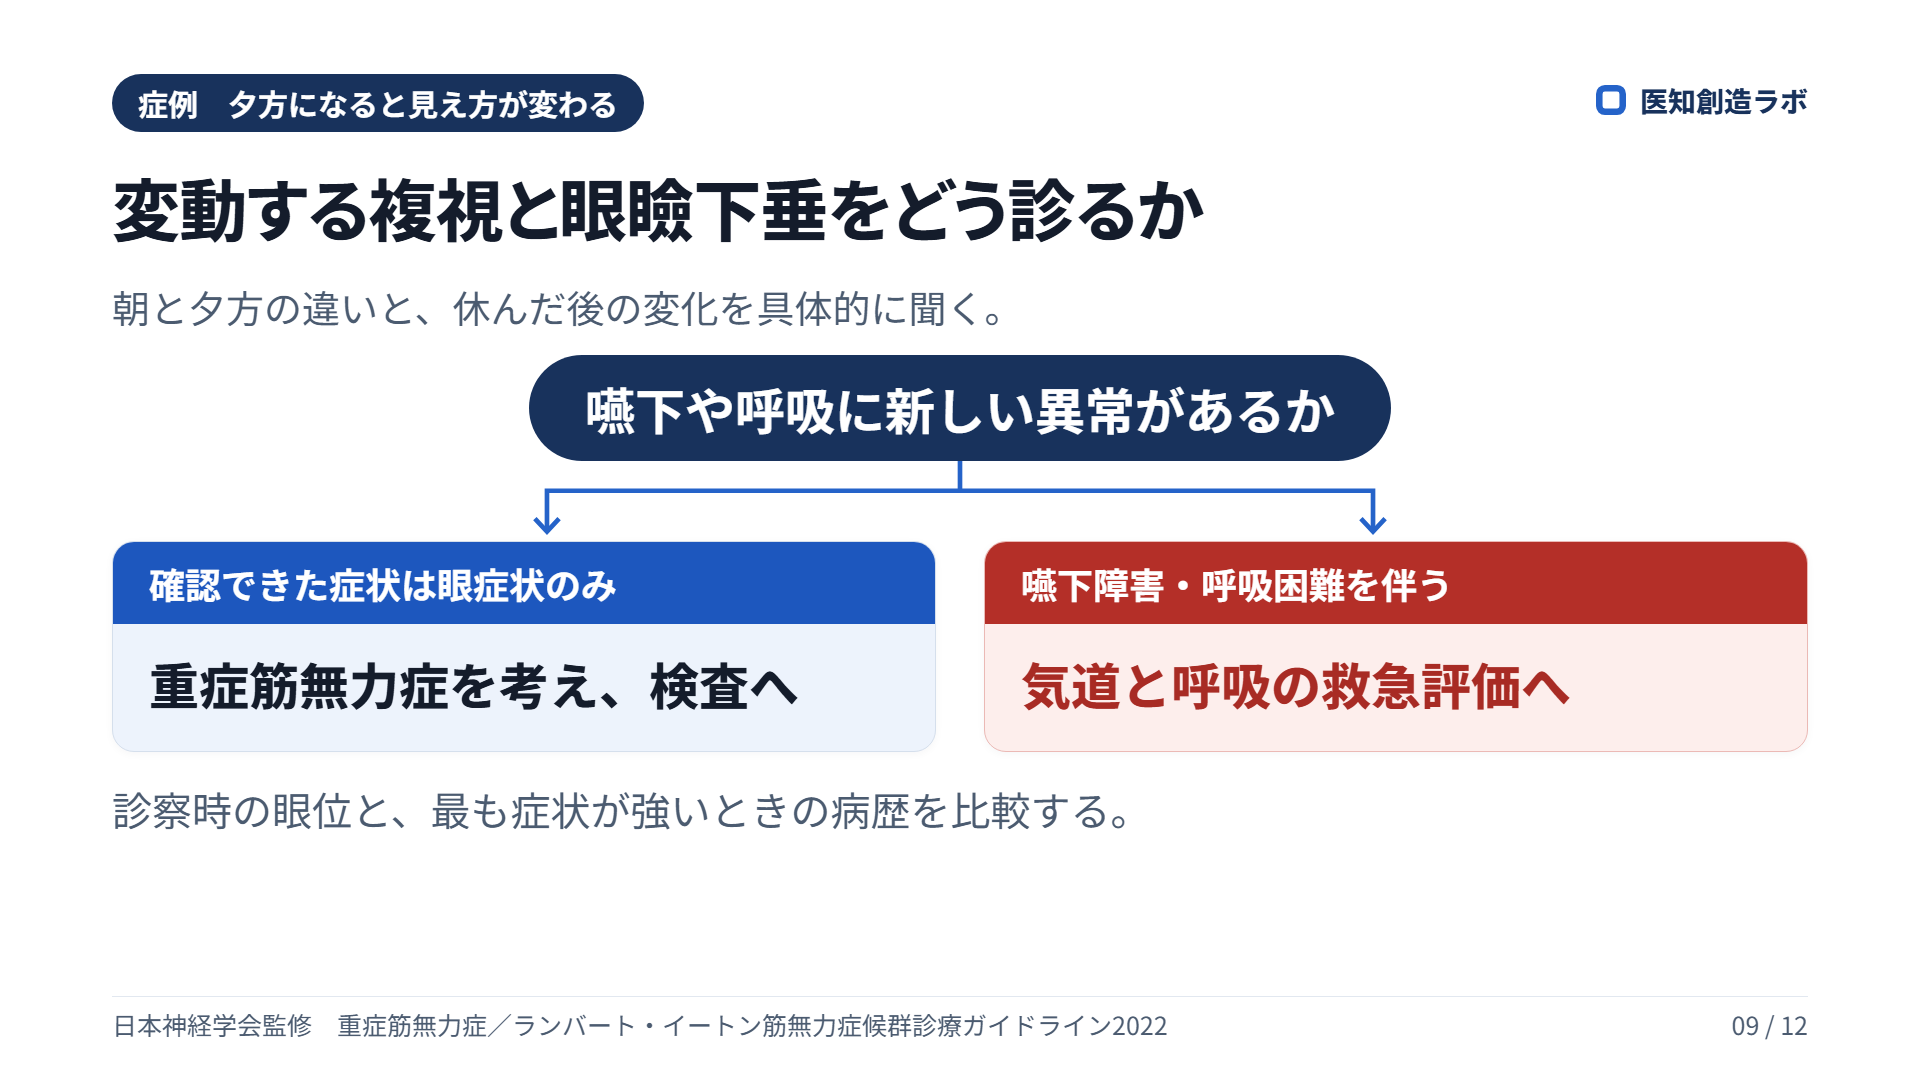 症例　夕方になると見え方が変わる
医知創造ラボ
変動する複視と眼瞼下垂をどう診るか
朝と夕方の違いと、休んだ後の変化を具体的に聞く。
嚥下や呼吸に新しい異常があるか
確認できた症状は眼症状のみ
重症筋無力症を考え、検査へ
嚥下障害・呼吸困難を伴う
気道と呼吸の救急評価へ
診察時の眼位と、最も症状が強いときの病歴を比較する。
日本神経学会監修　重症筋無力症／ランバート・イートン筋無力症候群診療ガイドライン2022
09 / 12